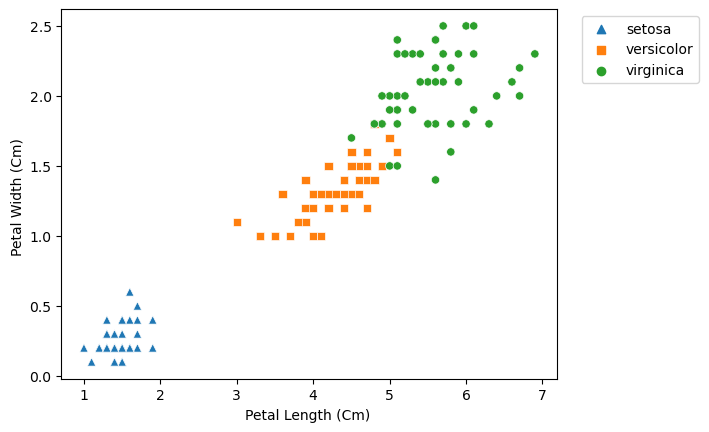 setosa
versicolor
virginica
2.5
2.0
1.5
1.0
0.5
0.0
Petal Width (Cm)
1 2 3 4 5 6 7
Petal Length (Cm)